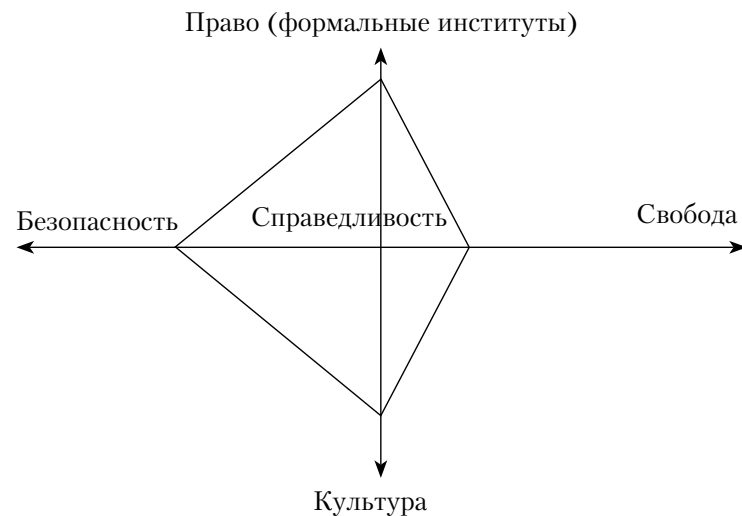 Право (формальные институты)
Безопасность
Справедливость
Свобода
Культура